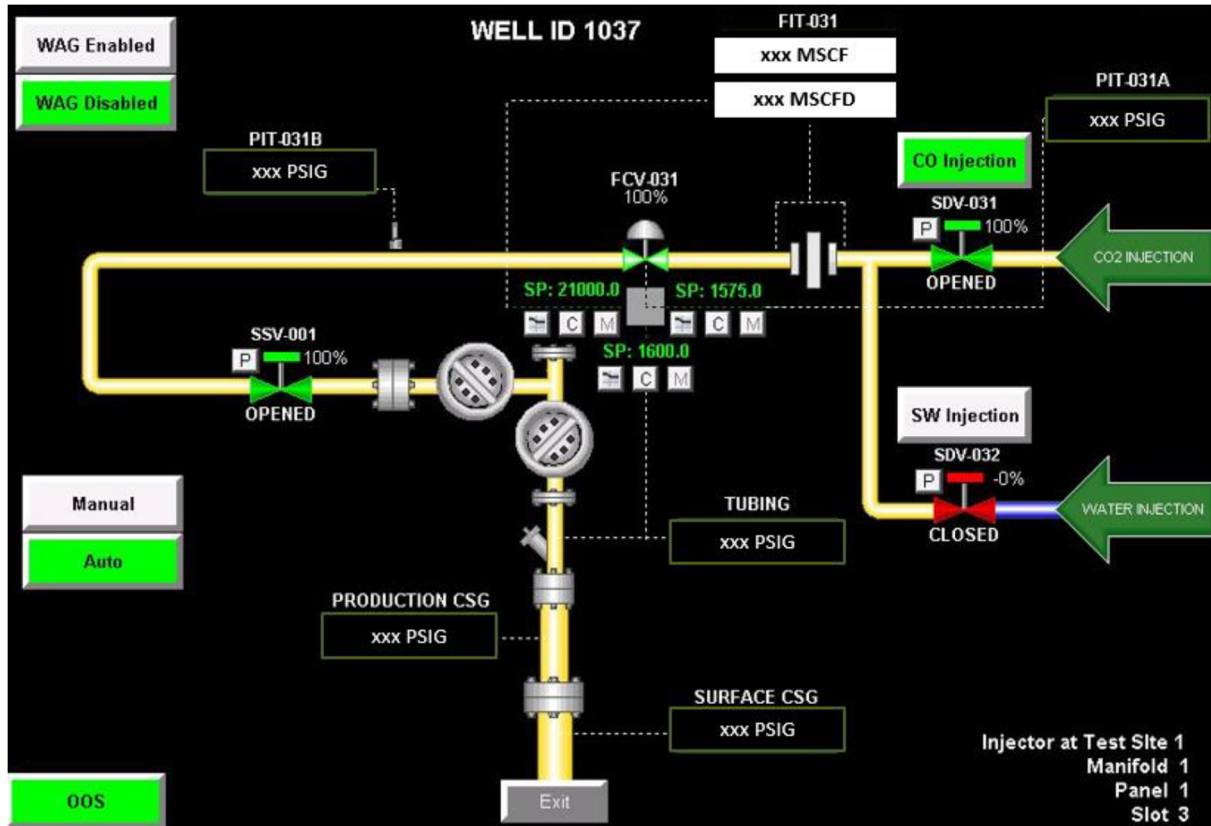 WAG Enabled
WAG Disabled
WELL ID 1037
FIT-031
xxx MSCF
xxx MSCFD
PIT-031A
xxx PSIG
PIT-031B
xxx PSIG
FCV-031
100%
CO Injection
SDV-031
P
100%
OPENED
CO2 INJECTION
SP: 21000.0
C
M
SP: 1575.0
C
M
SP: 1600.0
C
M
SSV-001
P
100%
OPENED
SW Injection
SDV-032
P
-0%
CLOSED
WATER INJECTION
Manual
Auto
TUBING
xxx PSIG
PRODUCTION CSG
xxx PSIG
SURFACE CSG
xxx PSIG
Injector at Test SIte 1
Manifold 1
Panel 1
Slot 3
OOS
Exit